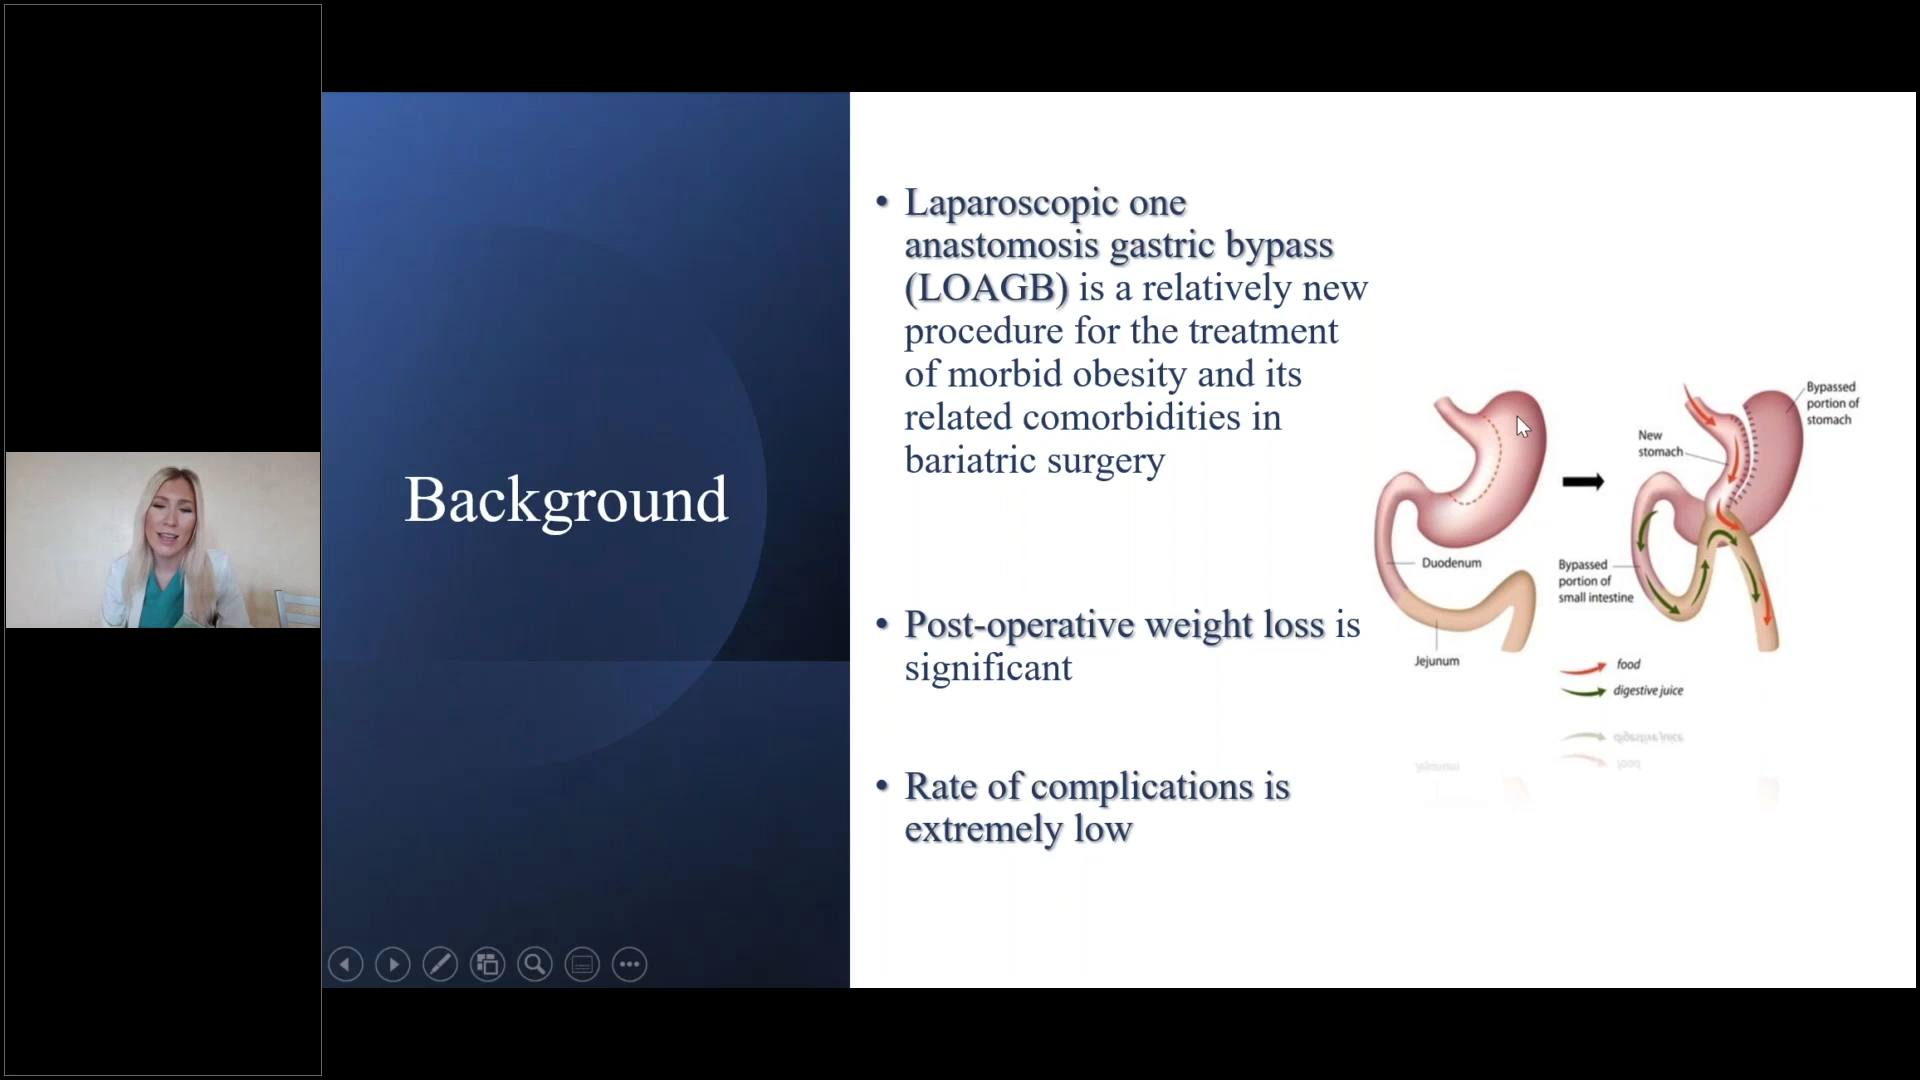 Background
• Laparoscopic one
anastomosis gastric bypass
(LOAGB) is a relatively new
procedure for the treatment
of morbid obesity and its
related comorbidities in
bariatric surgery
• Post-operative weight loss is
significant
• Rate of complications is
extremely low
Duodenum
Jejunum
Bypassed
portion of
stomach
New
stomach
Bypassed
portion of
small intestine
food
digestive juice